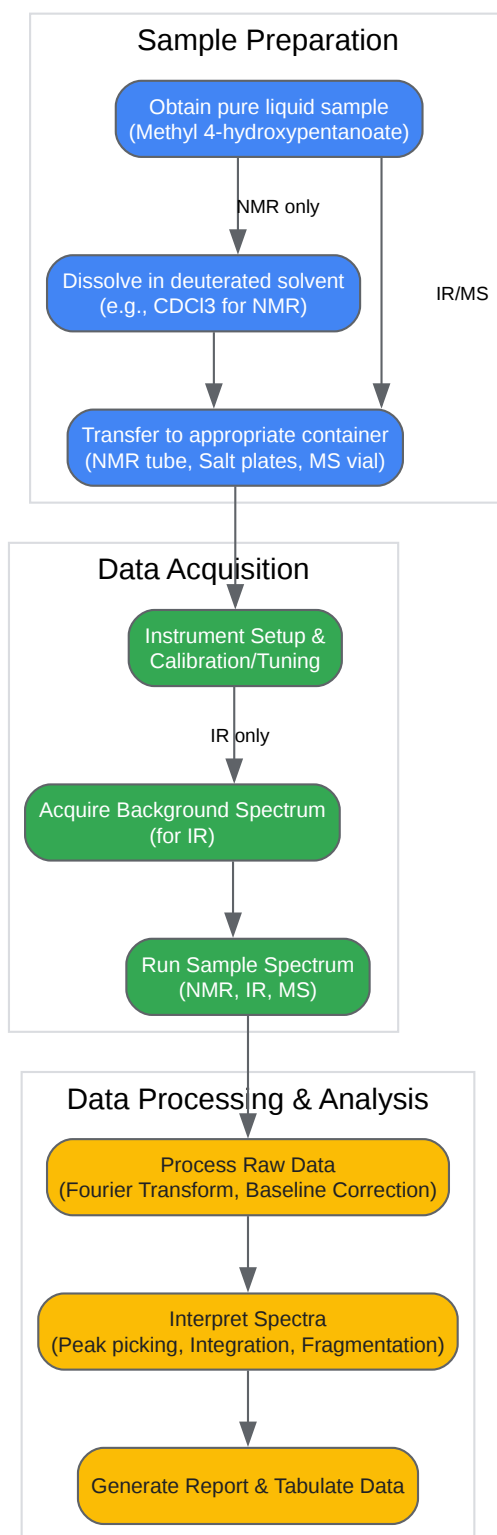 Sample Preparation
Obtain pure liquid sample
(Methyl 4-hydroxypentanoate)
NMR only
Dissolve in deuterated solvent
(e.g., CDCl3 for NMR)
IR/MS
Transfer to appropriate container
(NMR tube, Salt plates, MS vial)
Data Acquisition
Instrument Setup &
Calibration/Tuning
IR only
Acquire Background Spectrum
(for IR)
Run Sample Spectrum
(NMR, IR, MS)
Data Processing & Analysis
Process Raw Data
(Fourier Transform, Baseline Correction)
Interpret Spectra
(Peak picking, Integration, Fragmentation)
Generate Report & Tabulate Data